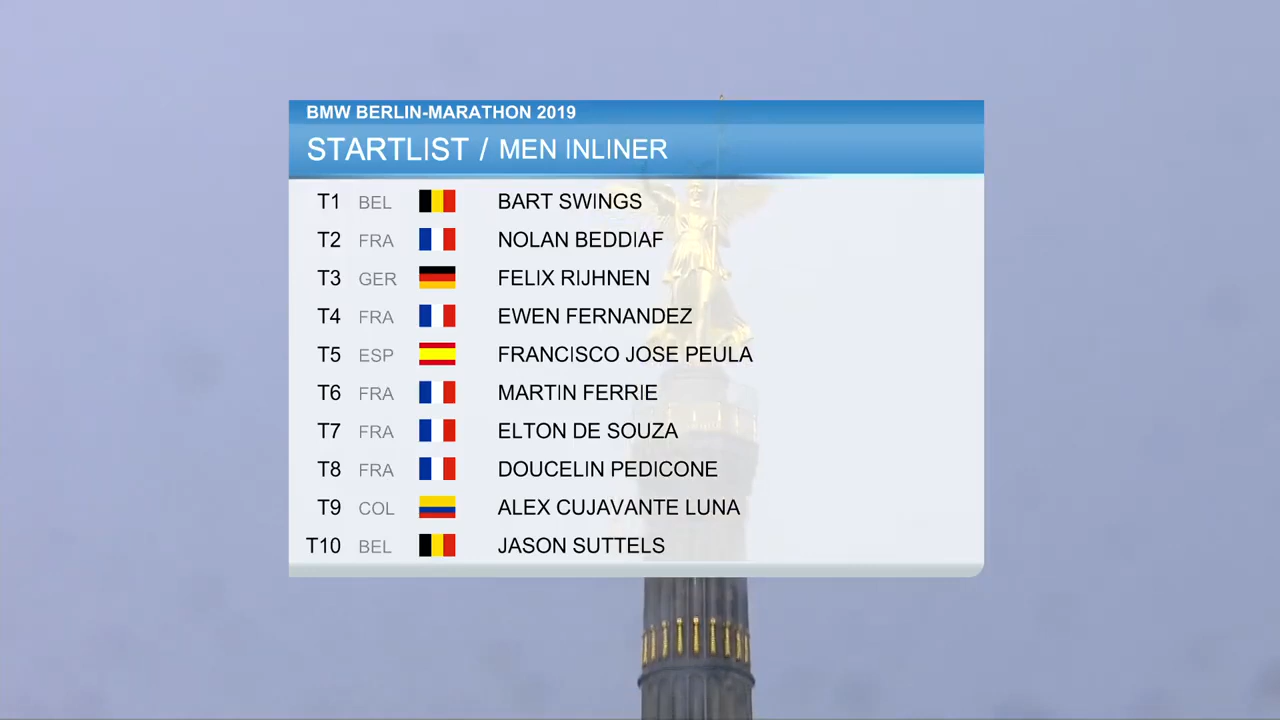 BMW BERLIN-MARATHON 2019
STARTLIST / MEN INLINER
T1 BEL BART SWINGS
T2 FRA NOLAN BEDDIAF
T3 GER FELIX RIJHNEN
T4 FRA EWEN FERNANDEZ
T5 ESP FRANCISCO JOSE PEULA
T6 FRA MARTIN FERRIE
T7 FRA ELTON DE SOUZA
T8 FRA DOUCELIN PEDICONE
T9 COL ALEX CUJAVANTE LUNA
T10 BEL JASON SUTTELS